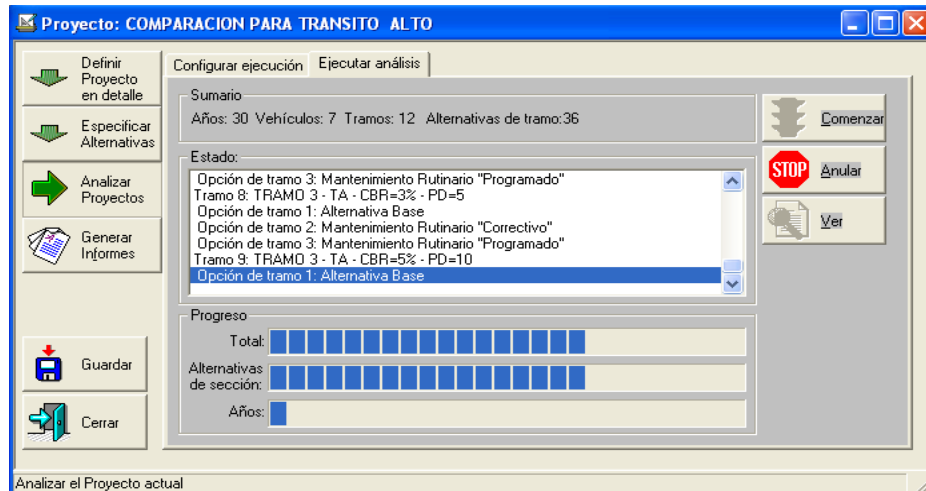 Proyecto: COMPARACION PARA TRANSITO ALTO
Definir
Proyecto
en detalle
Especificar
Alternativas
Analizar
Proyectos
Generar
Informes
Guardar
Cerrar
Configurar ejecución
Ejecutar análisis
Sumario
Años: 30 Vehículos: 7 Tramos: 12 Alternativas de tramo:36
Estado:
Opción de tramo 3: Mantenimiento Rutinario "Programado"
Tramo 8: TRAMO 3 - TA - CBR=3% - PD=5
Opción de tramo 1: Alternativa Base
Opción de tramo 2: Mantenimiento Rutinario "Correctivo"
Opción de tramo 3: Mantenimiento Rutinario "Programado"
Tramo 9: TRAMO 3 - TA - CBR=5% - PD=10
Opción de tramo 1: Alternativa Base
Progreso
Total:
Alternativas
de sección:
Años:
Comenzar
STOP
Anular
Ver
Analizar el Proyecto actual